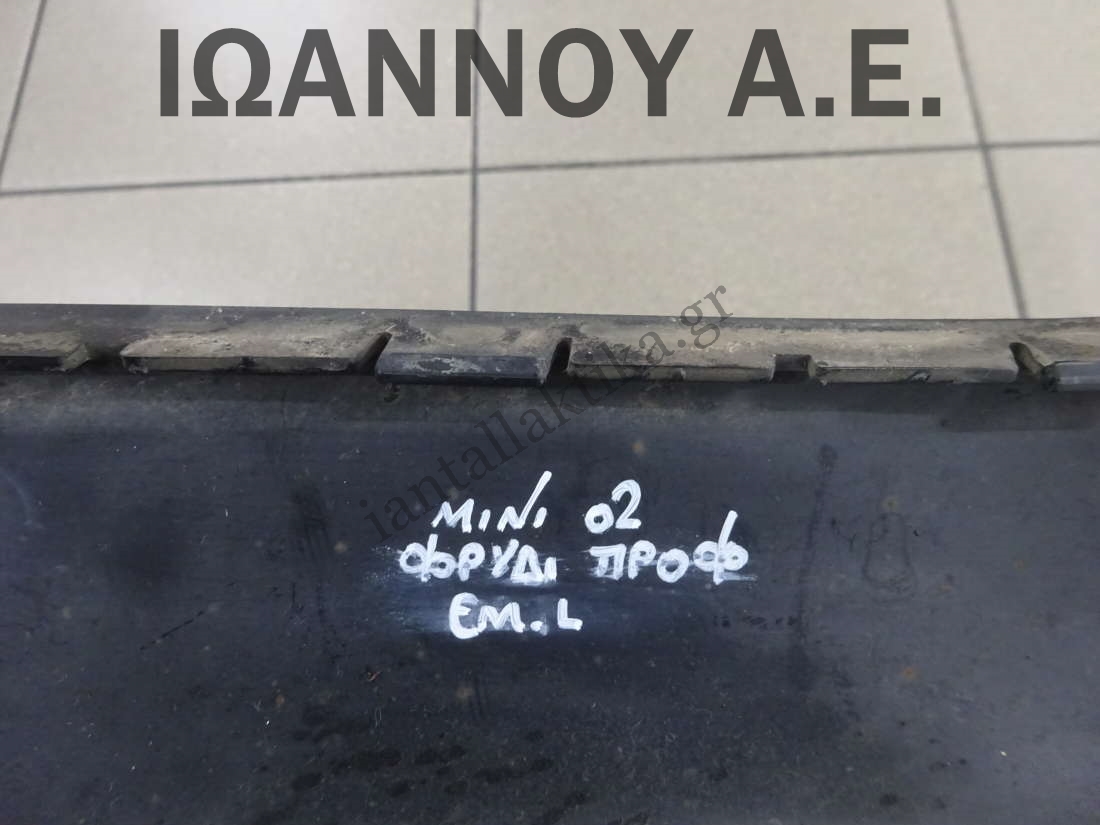 ΙΩΑΝΝΟΥ Α.Ε.
iantallaktika.gr
MINI 02
ΦΡΥΔΙ ΠΡΟΦ
ΕΜ. L